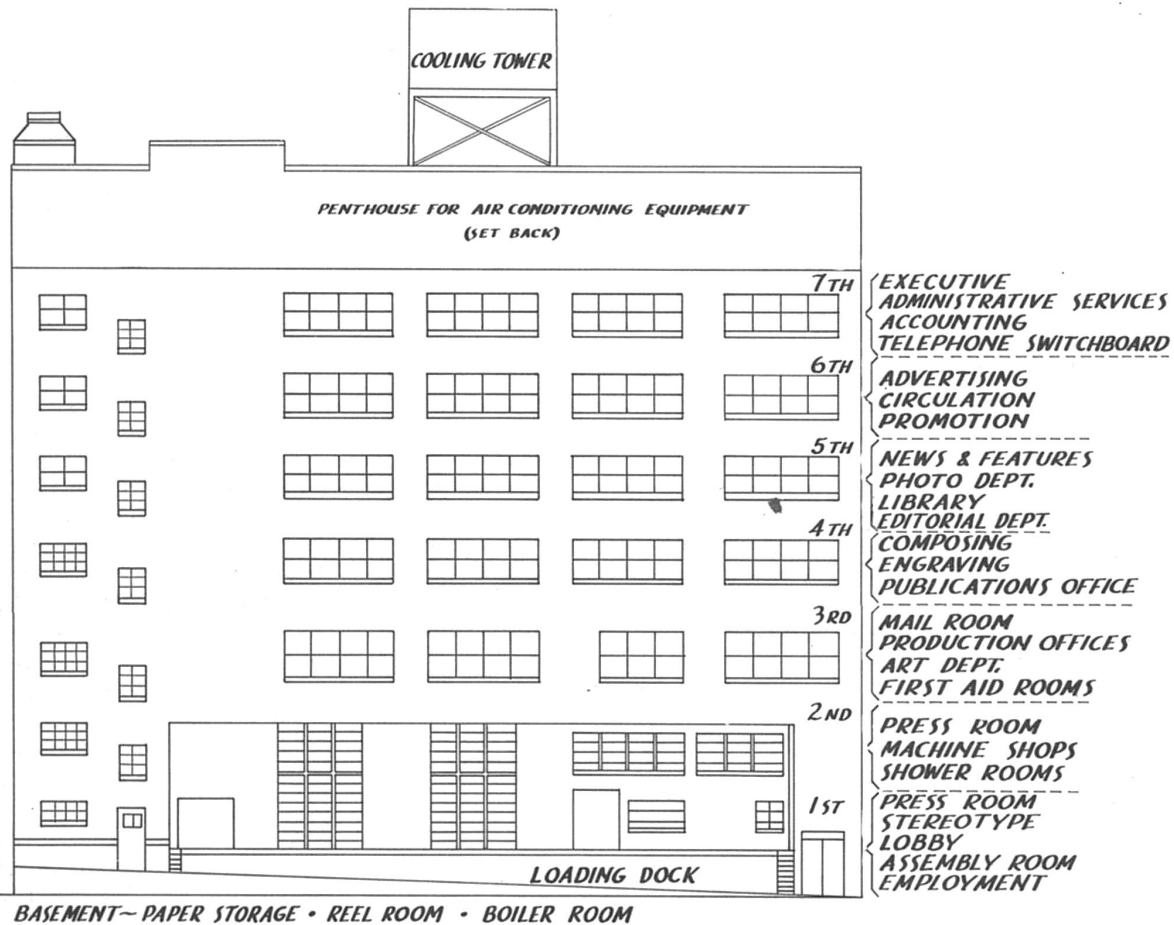 COOLING TOWER
PENTHOUSE FOR AIR CONDITIONING EQUIPMENT
(SET BACK)
7TH
EXECUTIVE
ADMINISTRATIVE SERVICES
ACCOUNTING
TELEPHONE SWITCHBOARD
6TH
ADVERTISING
CIRCULATION
PROMOTION
5TH
NEWS & FEATURES
PHOTO DEPT.
LIBRARY
EDITORIAL DEPT.
4TH
COMPOSING
ENGRAVING
PUBLICATIONS OFFICE
3RD
MAIL ROOM
PRODUCTION OFFICES
ART DEPT.
FIRST AID ROOMS
2ND
PRESS ROOM
MACHINE SHOPS
SHOWER ROOMS
1ST
PRESS ROOM
STEREOTYPE
LOBBY
ASSEMBLY ROOM
EMPLOYMENT
LOADING DOCK
BASEMENT~ PAPER STORAGE • REEL ROOM • BOILER ROOM